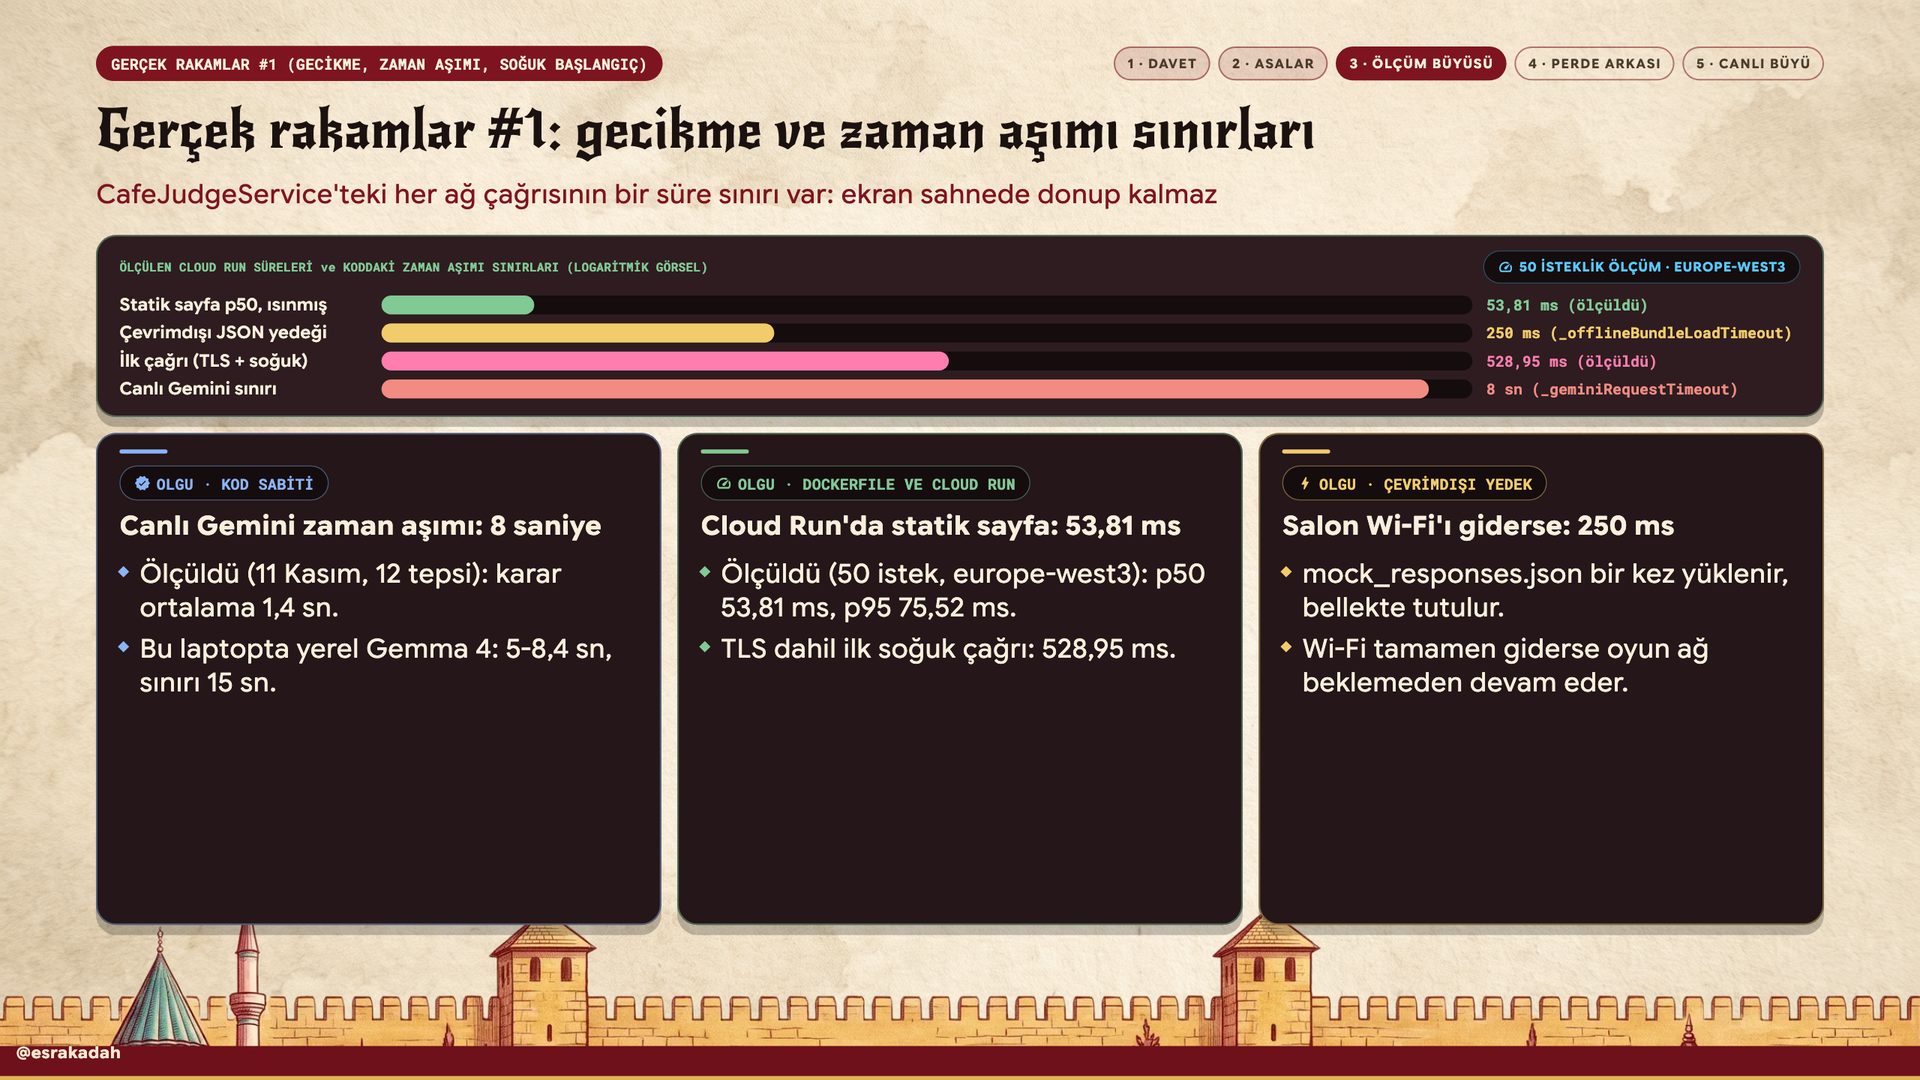 GERÇEK RAKAMLAR #1 (GECİKME, ZAMAN AŞIMI, SOĞUK BAŞLANGIÇ)
1 · DAVET
2 · ASALAR
3 · ÖLÇÜM BÜYÜSÜ
4 · PERDE ARKASI
5 · CANLI BÜYÜ
Gerçek rakamlar #1: gecikme ve zaman aşımı sınırları
CafeJudgeService'teki her ağ çağrısının bir süre sınırı var: ekran sahnede donup kalmaz
ÖLÇÜLEN CLOUD RUN SÜRELERİ ve KODDAKİ ZAMAN AŞIMI SINIRLARI (LOGARİTMİK GÖRSEL)
50 İSTEKLİK ÖLÇÜM · EUROPE-WEST3
Statik sayfa p50, ısınmış
53,81 ms (ölçüldü)
Çevrimdışı JSON yedeği
250 ms (_offlineBundleLoadTimeout)
İlk çağrı (TLS + soğuk)
528,95 ms (ölçüldü)
Canlı Gemini sınırı
8 sn (_geminiRequestTimeout)
OLGU · KOD SABİTİ
Canlı Gemini zaman aşımı: 8 saniye
Ölçüldü (11 Kasım, 12 tepsi): karar
ortalama 1,4 sn.
Bu laptopta yerel Gemma 4: 5-8,4 sn,
sınırı 15 sn.
OLGU · DOCKERFILE VE CLOUD RUN
Cloud Run'da statik sayfa: 53,81 ms
Ölçüldü (50 istek, europe-west3): p50
53,81 ms, p95 75,52 ms.
TLS dahil ilk soğuk çağrı: 528,95 ms.
OLGU · ÇEVRİMDIŞI YEDEK
Salon Wi-Fi'ı giderse: 250 ms
mock_responses.json bir kez yüklenir,
bellekte tutulur.
Wi-Fi tamamen giderse oyun ağ
beklemeden devam eder.
@esrakadah